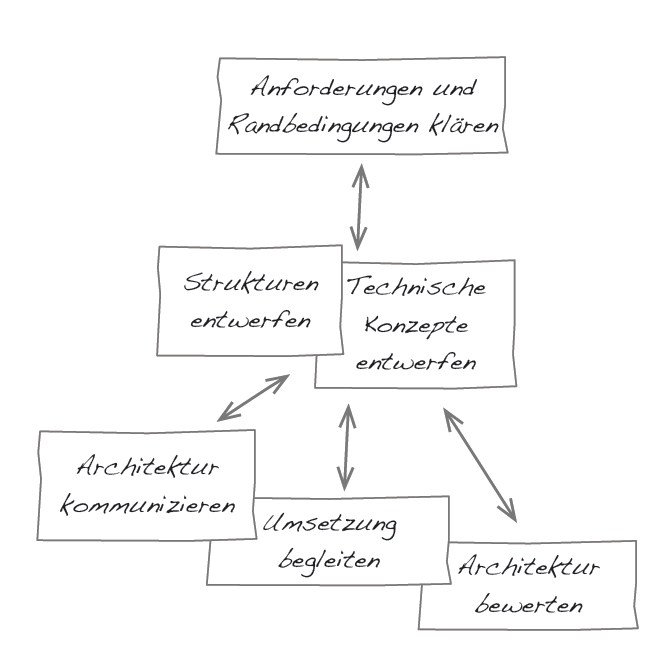 Anforderungen und
Randbedingungen klären
Strukturen
entwerfen
Technische
Konzepte
entwerfen
Architektur
kommunizieren
Umsetzung
begleiten
Architektur
bewerten